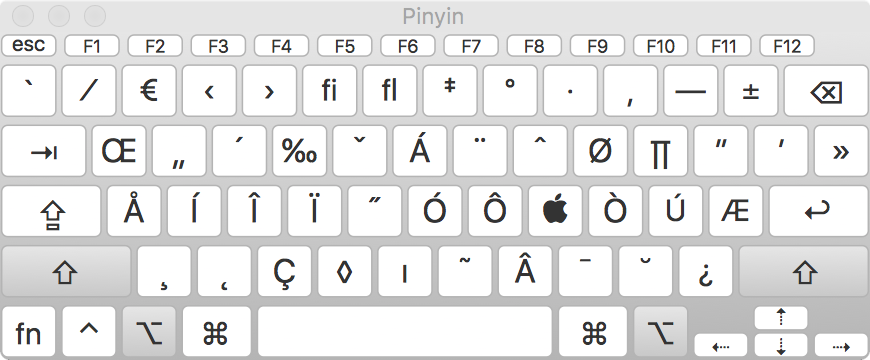 Pinyin
esc F1 F2 F3 F4 F5 F6 F7 F8 F9 F10 F11 F12
` ⁄ € ‹ › ﬁ ﬂ ‡ ° · ‚ — ± ⌫
⇥ Œ „ ´ ‰ ˇ Á ¨ ˆ Ø ∏ ” ’ »
⇪ Å Í Î Ï ˝ Ó Ô  Ò Ú Æ ↩
⇧ ¸ ˛ Ç ◊ ı ˜ Â ¯ ˘ ¿ ⇧
fn ^ ⌥ ⌘ ⌘ ⌥ ⇠ ⇡ ⇣ ⇢